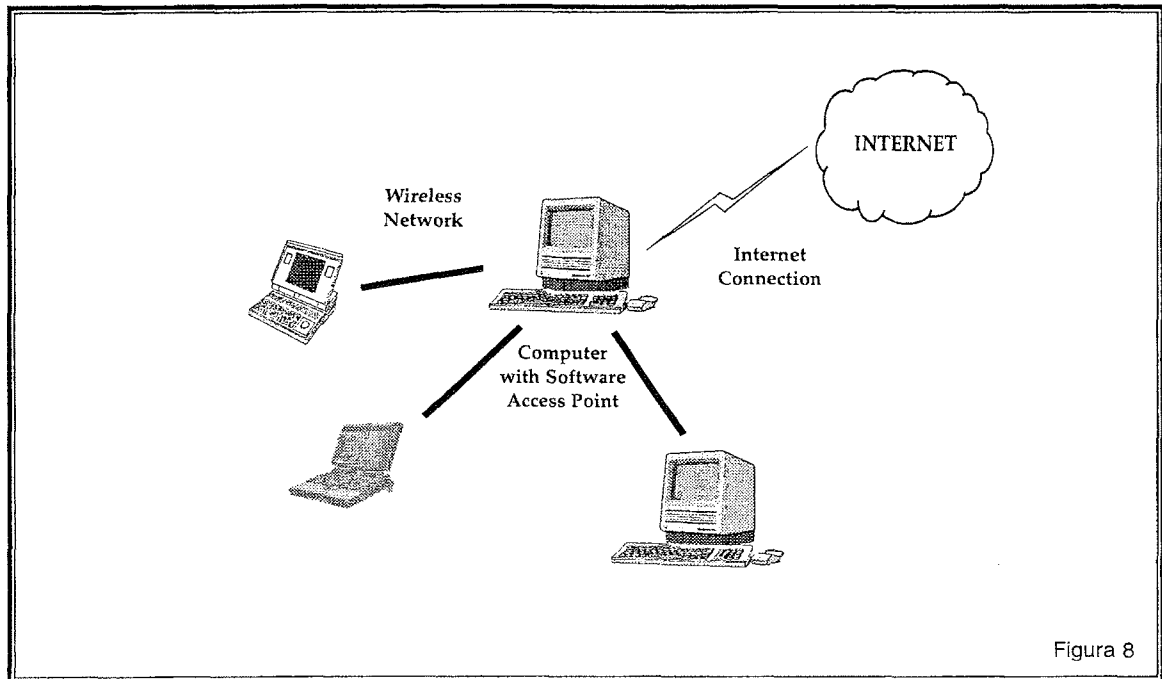 INTERNET
Wireless
Network
Internet
Connection
Computer
with Software
Access Point
Figura 8